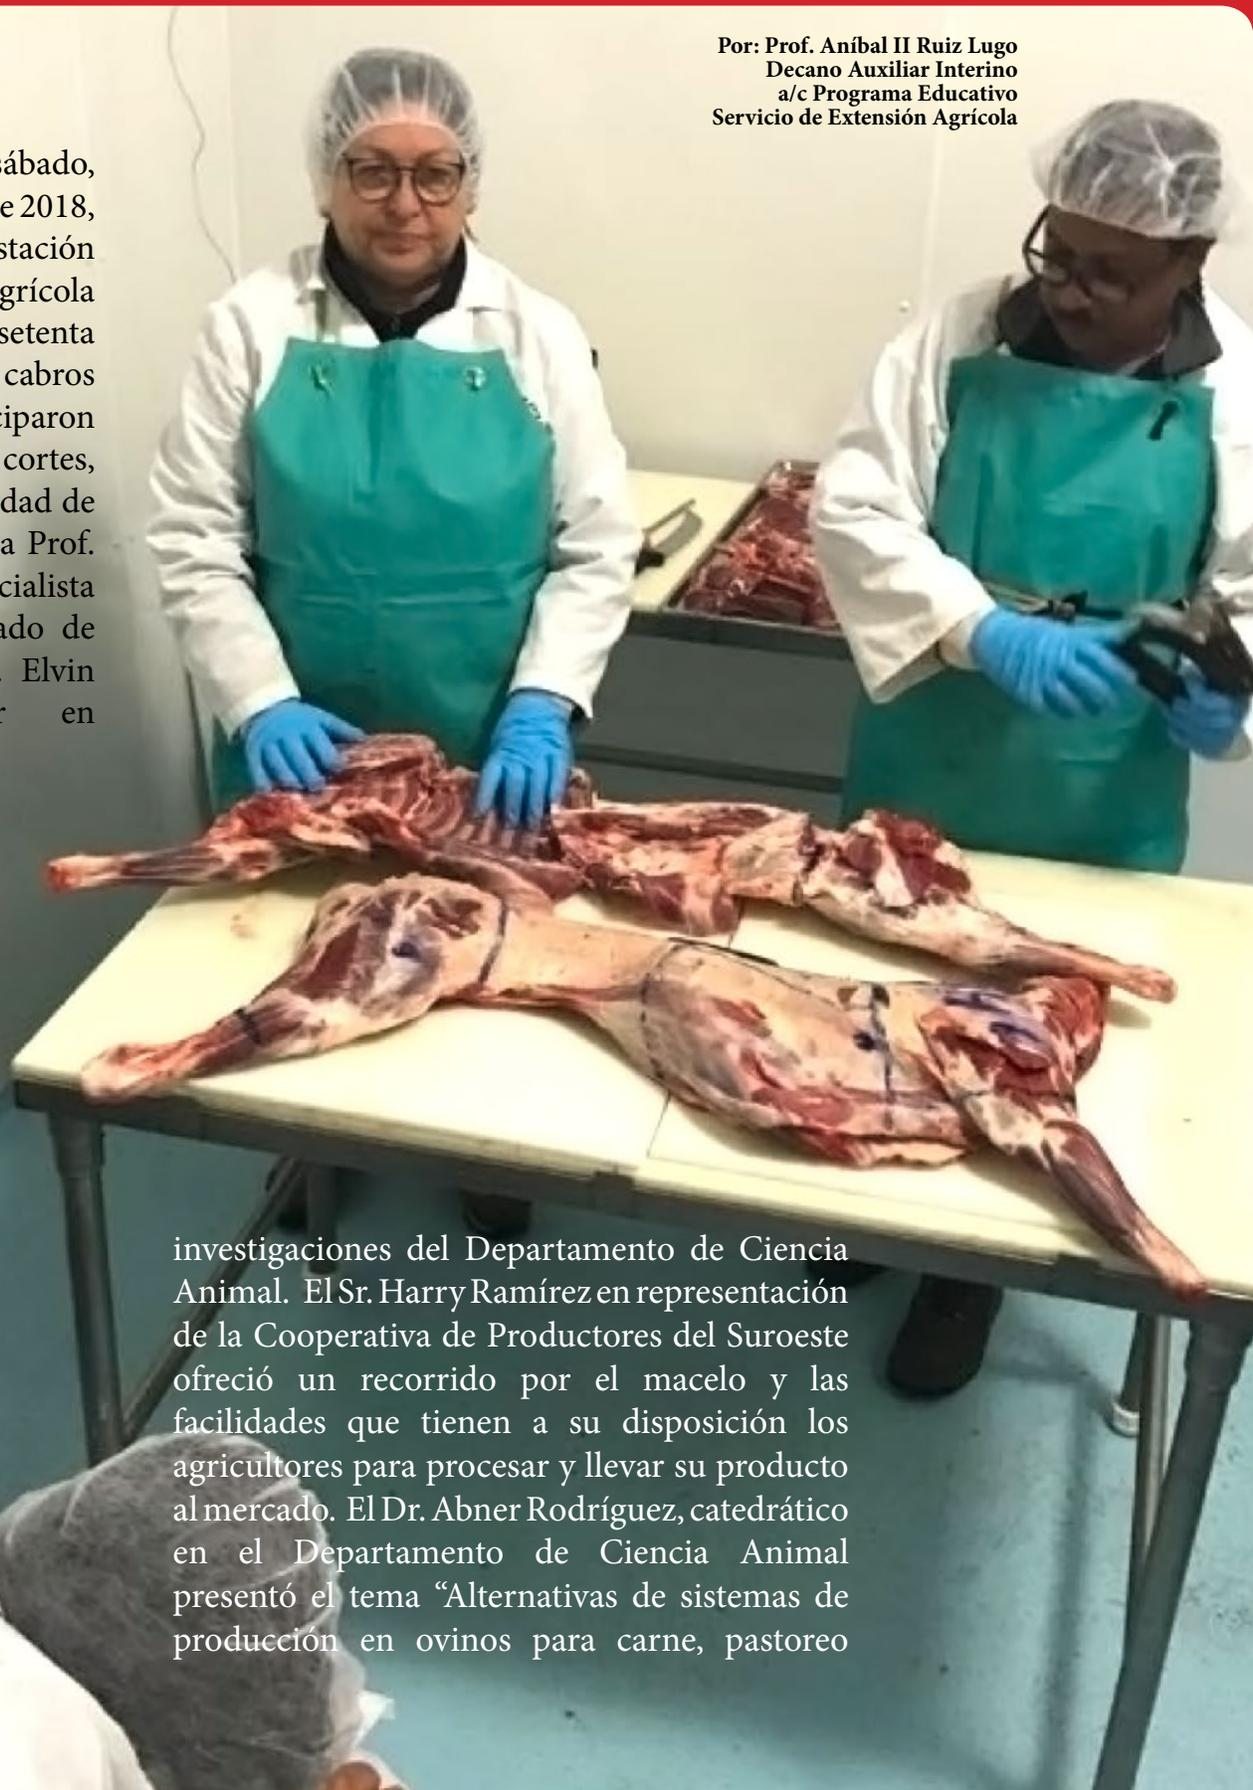 Por: Prof. Aníbal II Ruiz Lugo
Decano Auxiliar Interino
a/c Programa Educativo
Servicio de Extensión Agrícola
sábado,
e 2018,
stación
grícola
setenta
cabros
ciparon
cortes,
dad de
a Prof.
cialista
ado de
. Elvin
r en
investigaciones del Departamento de Ciencia
Animal. El Sr. Harry Ramírez en representación
de la Cooperativa de Productores del Suroeste
ofreció un recorrido por el macelo y las
facilidades que tienen a su disposición los
agricultores para procesar y llevar su producto
al mercado. El Dr. Abner Rodríguez, catedrático
en el Departamento de Ciencia Animal
presentó el tema “Alternativas de sistemas de
producción en ovinos para carne, pastoreo